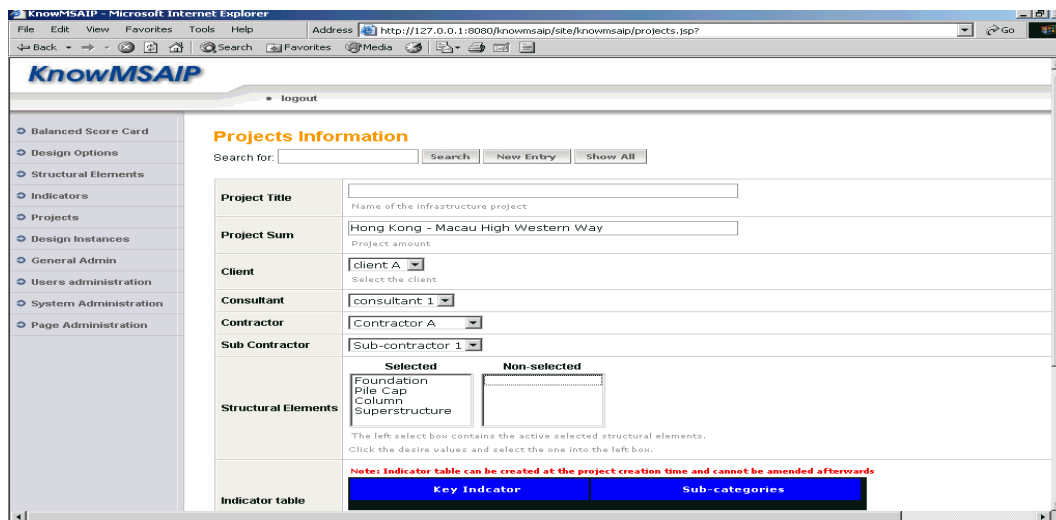 KnowMSAIP - Microsoft Internet Explorer
File Edit View Favorites Tools Help Address http://127.0.0.1:8080/knowmsaip/site/knowmsaip/projects.jsp? Go
Back Search Favorites Media
KnowMSAIP
logout
Balanced Score Card
Design Options
Structural Elements
Indicators
Projects
Design Instances
General Admin
Users administration
System Administration
Page Administration
Projects Information
Search for: Search New Entry Show All
Project Title
Name of the infrastructure project
Project Sum Hong Kong - Macau High Western Way
Project amount
Client client A
Select the client
Consultant consultant 1
Contractor Contractor A
Sub Contractor Sub-contractor 1
Selected Non-selected
Structural Elements
Foundation
Pile Cap
Column
Superstructure
The left select box contains the active selected structural elements.
Click the desire values and select the one into the left box.
Note: Indicator table can be created at the project creation time and cannot be amended afterwards
Indicator table
Key Indcator Sub-categories